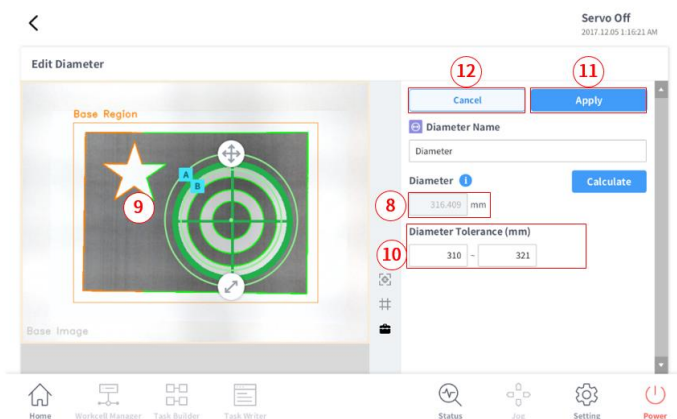 Servo Off
2017.12.05 1:16:21 AM
Edit Diameter
12
11
Cancel
Apply
Base Region
Diameter Name
Diameter
A
B
Diameter i
Calculate
8
316.409 mm
9
Diameter Tolerance (mm)
10
310 ~ 321
Base Image
Home
Workcell Manager
Task Builder
Task Writer
Status
Jog
Setting
Power